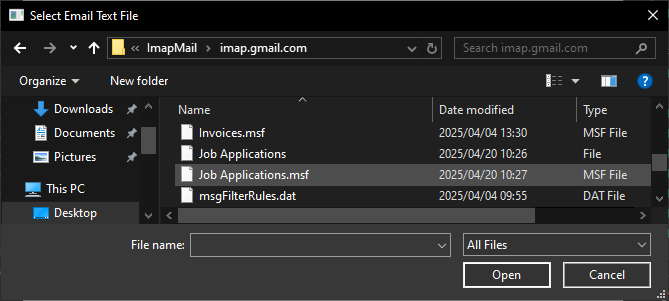 Select Email Text File
« ImapMail › imap.gmail.com
Search imap.gmail.com
Organize
New folder
Downloads
Documents
Pictures
This PC
Desktop
Name Date modified Type
Invoices.msf 2025/04/04 13:30 MSF File
Job Applications 2025/04/20 10:26 File
Job Applications.msf 2025/04/20 10:27 MSF File
msgFilterRules.dat 2025/04/04 09:55 DAT File
File name:
All Files
Open
Cancel